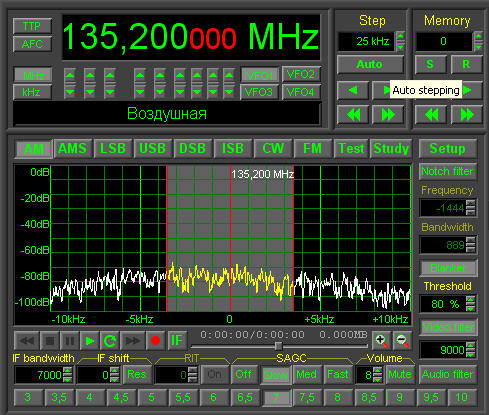 TTP
AFC
135,200000 MHz
MHz
kHz
VFO1 VFO2
VFO3 VFO4
Воздушная
Step
25 kHz
Auto
Memory
0
S R
Auto stepping
AM AMS LSB USB DSB ISB CW FM Test Study Setup
0dB
-20dB
-40dB
-60dB
-80dB
-100dB
135,200 MHz
-10kHz -5kHz 0 +5kHz +10kHz
Notch filter
Frequency
-1444
Bandwidth
889
Threshold
80 %
9000
Audio filter
IF 0:00:00/0:00:00 0.000MB
IF bandwidth IF shift RIT SAGC Volume
7000 0 Res 0 On Off Med Fast 8 Mute
3 3,5 4 4,5 5 5,5 6 6,5 7 7,5 8 8,5 9 9,5 10